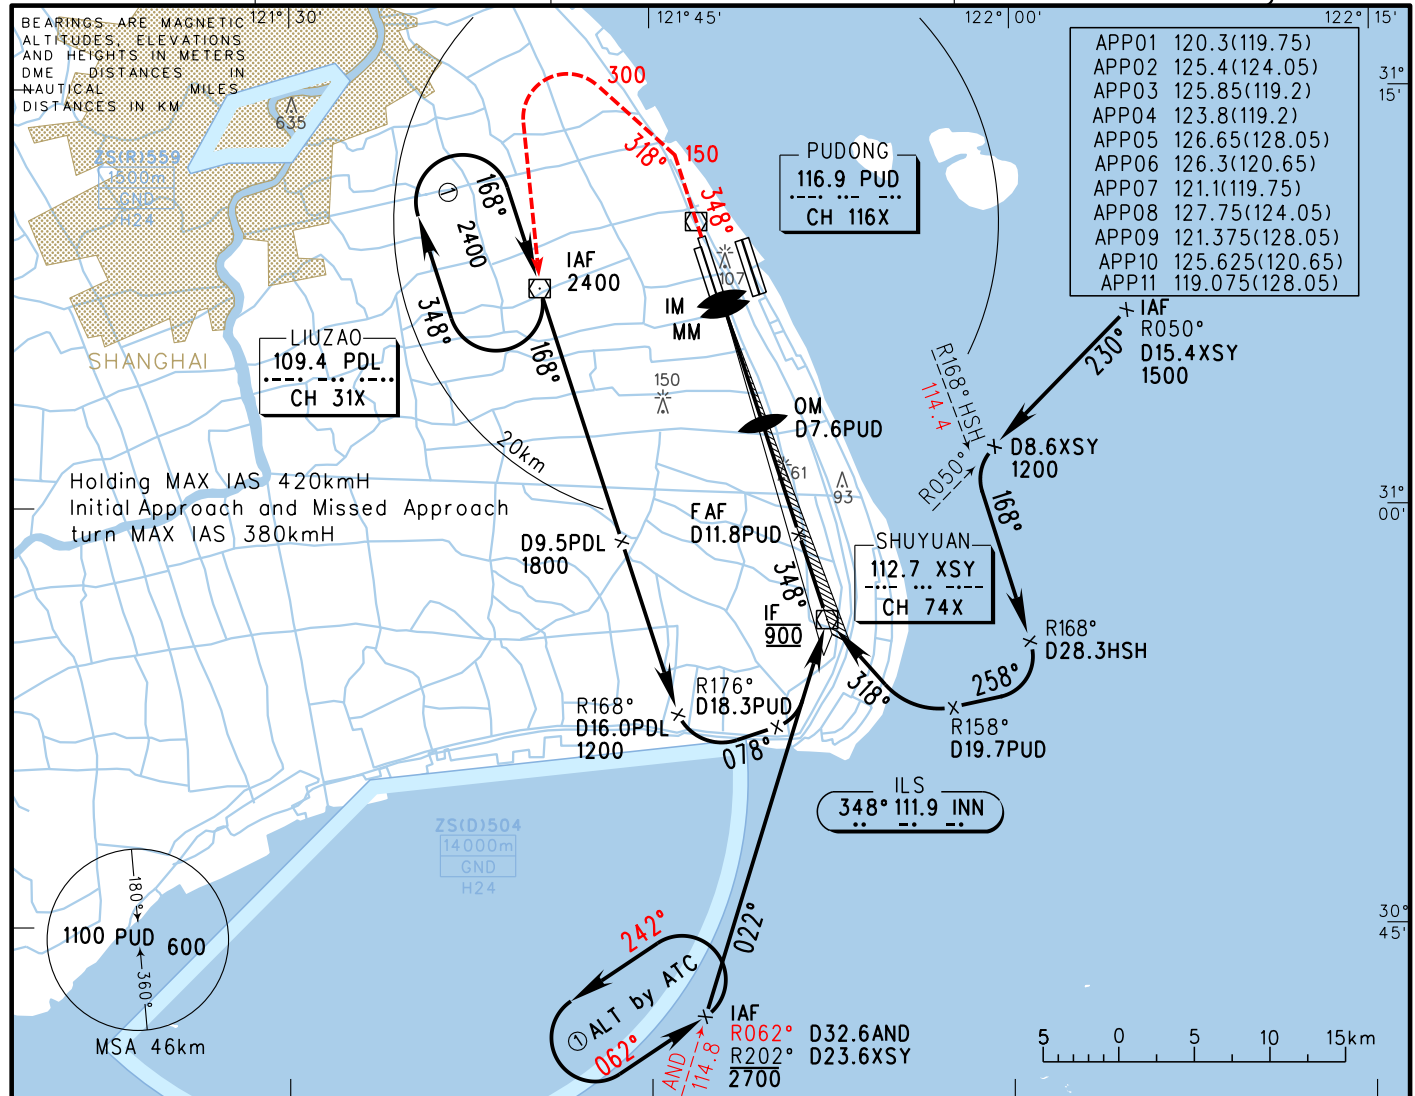 BEARINGS ARE MAGNETIC
ALTITUDES, ELEVATIONS
AND HEIGHTS IN METERS
DME DISTANCES IN
NAUTICAL MILES
DISTANCES IN KM
121°30'
121°45'
122°00'
122°15'
31°
15'
31°
00'
30°
45'
APP01 120.3(119.75)
APP02 125.4(124.05)
APP03 125.85(119.2)
APP04 123.8(119.2)
APP05 126.65(128.05)
APP06 126.3(120.65)
APP07 121.1(119.75)
APP08 127.75(124.05)
APP09 121.375(128.05)
APP10 125.625(120.65)
APP11 119.075(128.05)
635
ZS(R)559
1500m
GND
H24
SHANGHAI
300
318°
150
348°
PUDONG
116.9 PUD
CH 116X
① 2400
168°
348°
IAF
2400
168°
LIUZAO
109.4 PDL
CH 31X
107
IM
MM
150
OM
D7.6PUD
61
93
20km
IAF
R050°
D15.4XSY
1500
230°
R168° HSH
114.4
R050°
D8.6XSY
1200
168°
Holding MAX IAS 420kmH
Initial Approach and Missed Approach
turn MAX IAS 380kmH
D9.5PDL
1800
FAF
D11.8PUD
348°
SHUYUAN
112.7 XSY
CH 74X
IF
900
R168°
D28.3HSH
258°
318°
R158°
D19.7PUD
R176°
D18.3PUD
R168°
D16.0PDL
1200
078°
ILS
348° 111.9 INN
ZS(D)504
14000m
GND
H24
180°
1100 PUD 600
360°
MSA 46km
242°
① ALT by ATC
062°
022°
IAF
R062° D32.6AND
R202° D23.6XSY
2700
AND
114.8
5 0 5 10 15km